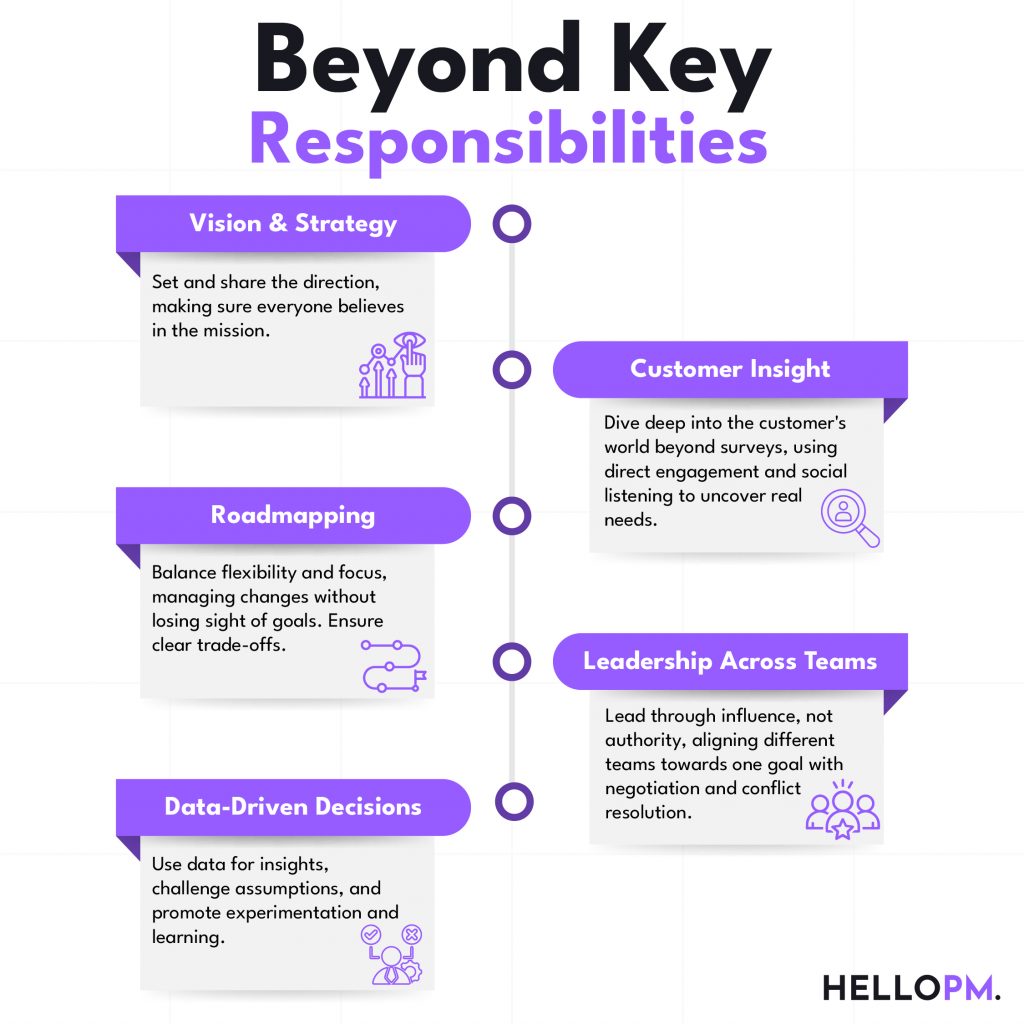 Beyond Key
Responsibilities
Vision & Strategy
Set and share the direction,
making sure everyone believes
in the mission.
Customer Insight
Dive deep into the customer's
world beyond surveys, using
direct engagement and social
listening to uncover real
needs.
Roadmapping
Balance flexibility and focus,
managing changes without
losing sight of goals. Ensure
clear trade-offs.
Leadership Across Teams
Lead through influence, not
authority, aligning different
teams towards one goal with
negotiation and conflict
resolution.
Data-Driven Decisions
Use data for insights,
challenge assumptions, and
promote experimentation and
learning.
HELLOPM.